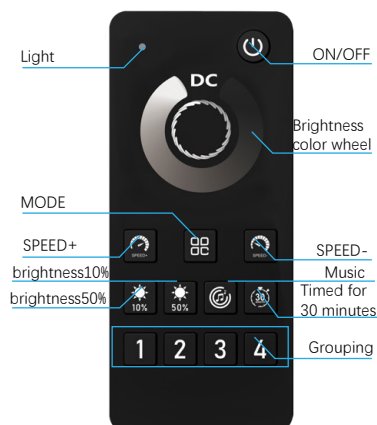 Light
ON/OFF
DC
Brightness
color wheel
MODE
SPEED+
SPEED-
SPEED+
SPEED-
brightness10%
Music
brightness50%
Timed for
30 minutes
10%
50%
30
1 2 3 4
Grouping